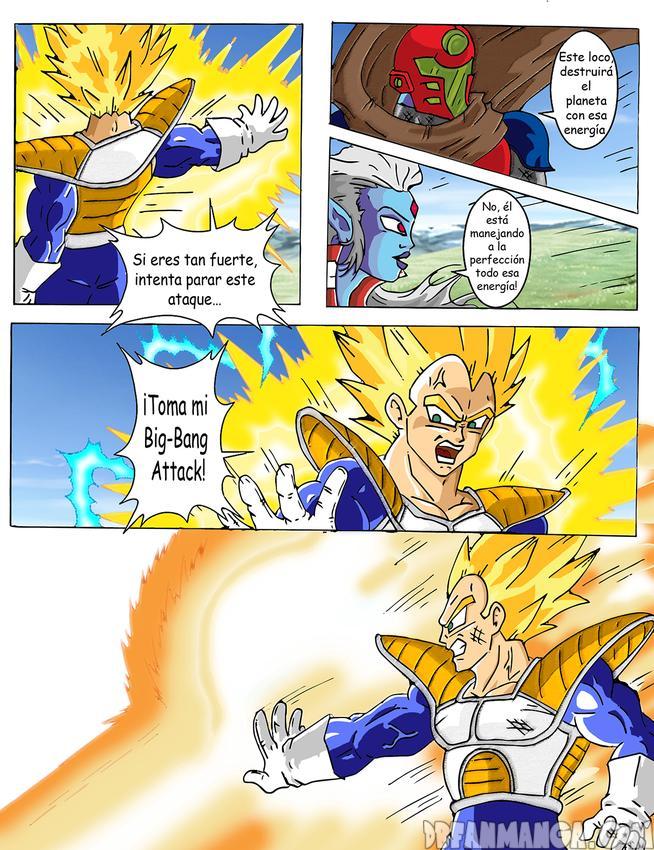 Este loco,
destruirá
el
planeta
con esa
energía
No, él
está
manejando
a la
perfección
todo esa
energía!
Si eres tan fuerte,
intenta parar este
ataque...
¡Toma mi
Big-Bang
Attack!
DBFANMANGA.COM